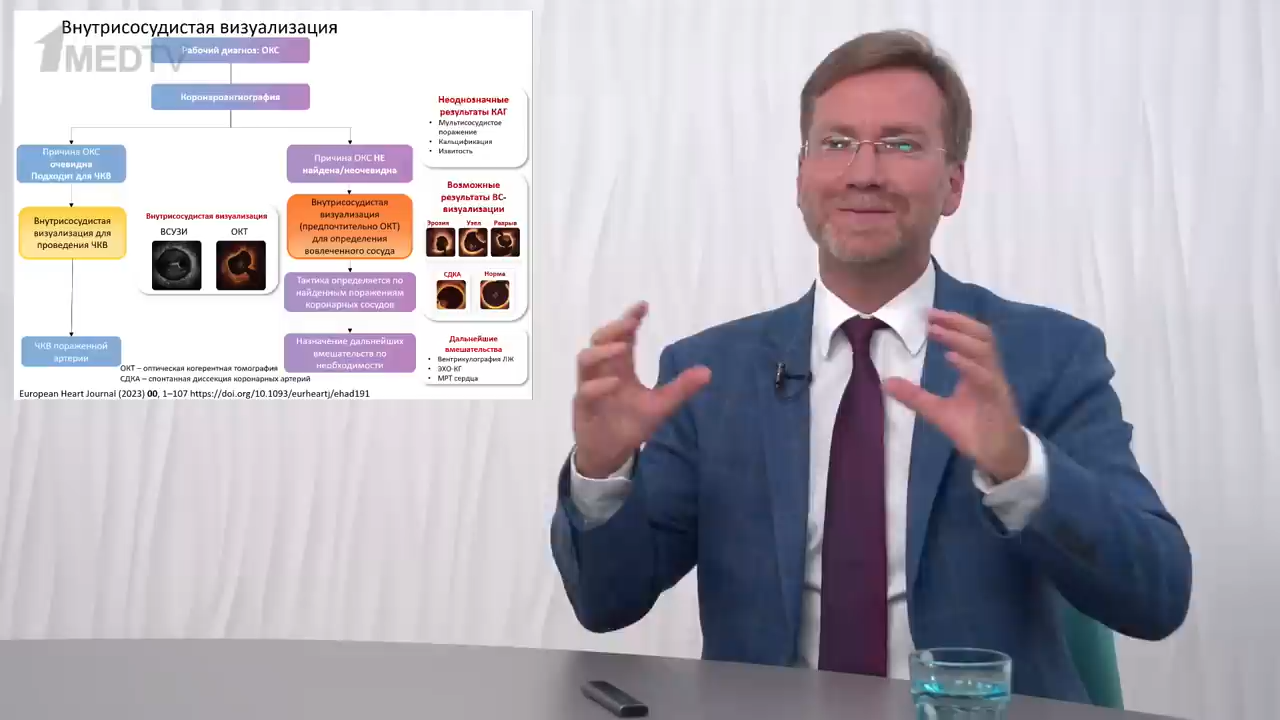 Внутрисосудистая визуализация
1MEDTV
Рабочий диагноз: ОКС
Коронароангиография
Причина ОКС
очевидна
Подходит для ЧКВ
Причина ОКС НЕ
найдена/неочевидна
Неоднозначные
результаты КАГ
• Мультисосудистое
поражение
• Кальцификация
• Извитость
Внутрисосудистая
визуализация для
проведения ЧКВ
Внутрисосудистая визуализация
ВСУЗИ
ОКТ
Внутрисосудистая
визуализация
(предпочтительно ОКТ)
для определения
вовлеченного сосуда
Возможные
результаты ВС-
визуализации
Эрозия
Узел
Разрыв
СДКА
Норма
Тактика определяется по
найденным поражениям
коронарных сосудов
ЧКВ пораженной
артерии
Назначение дальнейших
вмешательств по
необходимости
Дальнейшие
вмешательства
• Вентрикулография ЛЖ
• ЭХО-КГ
• МРТ сердца
ОКТ – оптическая когерентная томография
СДКА – спонтанная диссекция коронарных артерий
European Heart Journal (2023) 00, 1–107 https://doi.org/10.1093/eurheartj/ehad191